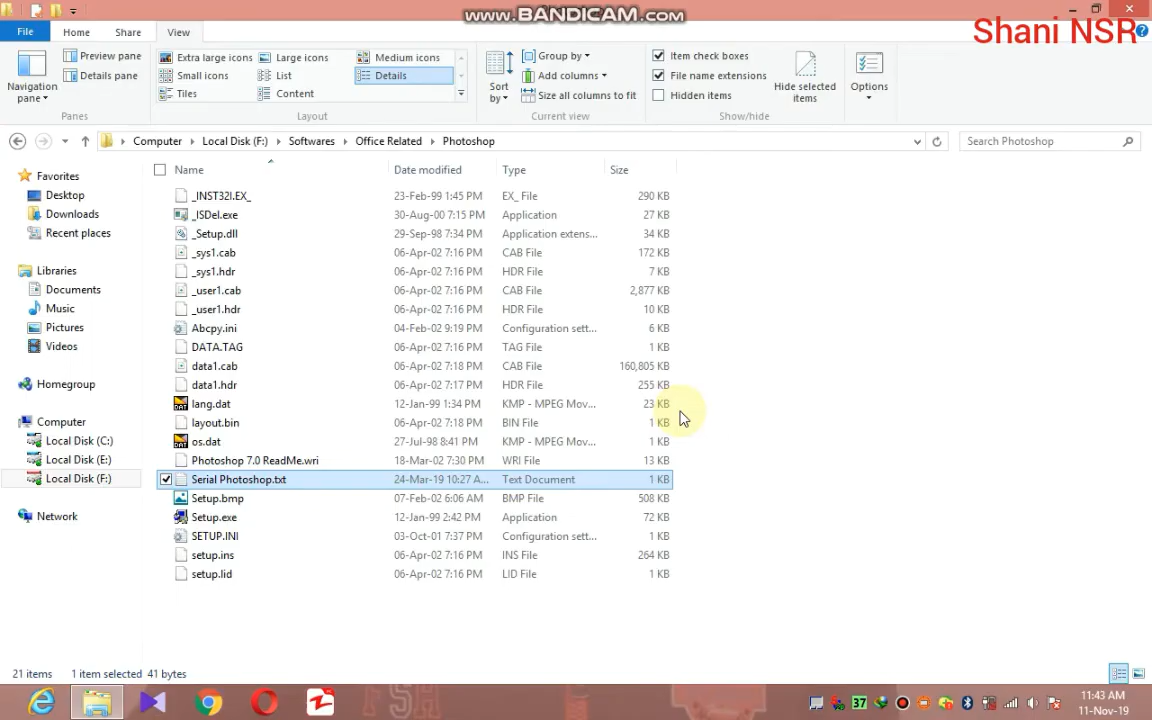 www.BANDICAM.com
Shani NSR
File Home Share View
Navigation pane
Preview pane
Details pane
Panes
Extra large icons Large icons Medium icons
Small icons List Details
Tiles Content
Layout
Sort by
Group by
Add columns
Size all columns to fit
Current view
Item check boxes
File name extensions
Hidden items
Hide selected items
Show/hide
Options
Computer Local Disk (F:) Softwares Office Related Photoshop
Search Photoshop
Favorites
Desktop
Downloads
Recent places
Libraries
Documents
Music
Pictures
Videos
Homegroup
Computer
Local Disk (C:)
Local Disk (E:)
Local Disk (F:)
Network
Name Date modified Type Size
_INST32I.EX_ 23-Feb-99 1:45 PM EX_ File 290 KB
_ISDel.exe 30-Aug-00 7:15 PM Application 27 KB
_Setup.dll 29-Sep-98 7:34 PM Application extens... 34 KB
_sys1.cab 06-Apr-02 7:16 PM CAB File 172 KB
_sys1.hdr 06-Apr-02 7:16 PM HDR File 7 KB
_user1.cab 06-Apr-02 7:16 PM CAB File 2,877 KB
_user1.hdr 06-Apr-02 7:16 PM HDR File 10 KB
Abcpy.ini 04-Feb-02 9:19 PM Configuration sett... 6 KB
DATA.TAG 06-Apr-02 7:16 PM TAG File 1 KB
data1.cab 06-Apr-02 7:18 PM CAB File 160,805 KB
data1.hdr 06-Apr-02 7:17 PM HDR File 255 KB
lang.dat 12-Jan-99 1:34 PM KMP - MPEG Mov... 23 KB
layout.bin 06-Apr-02 7:18 PM BIN File 1 KB
os.dat 27-Jul-98 8:41 PM KMP - MPEG Mov... 1 KB
Photoshop 7.0 ReadMe.wri 18-Mar-02 7:30 PM WRI File 13 KB
Serial Photoshop.txt 24-Mar-19 10:27 A... Text Document 1 KB
Setup.bmp 07-Feb-02 6:06 AM BMP File 508 KB
Setup.exe 12-Jan-99 2:42 PM Application 72 KB
SETUP.INI 03-Oct-01 7:37 PM Configuration sett... 1 KB
setup.ins 06-Apr-02 7:16 PM INS File 264 KB
setup.lid 06-Apr-02 7:16 PM LID File 1 KB
21 items 1 item selected 41 bytes
37
11:43 AM
11-Nov-19